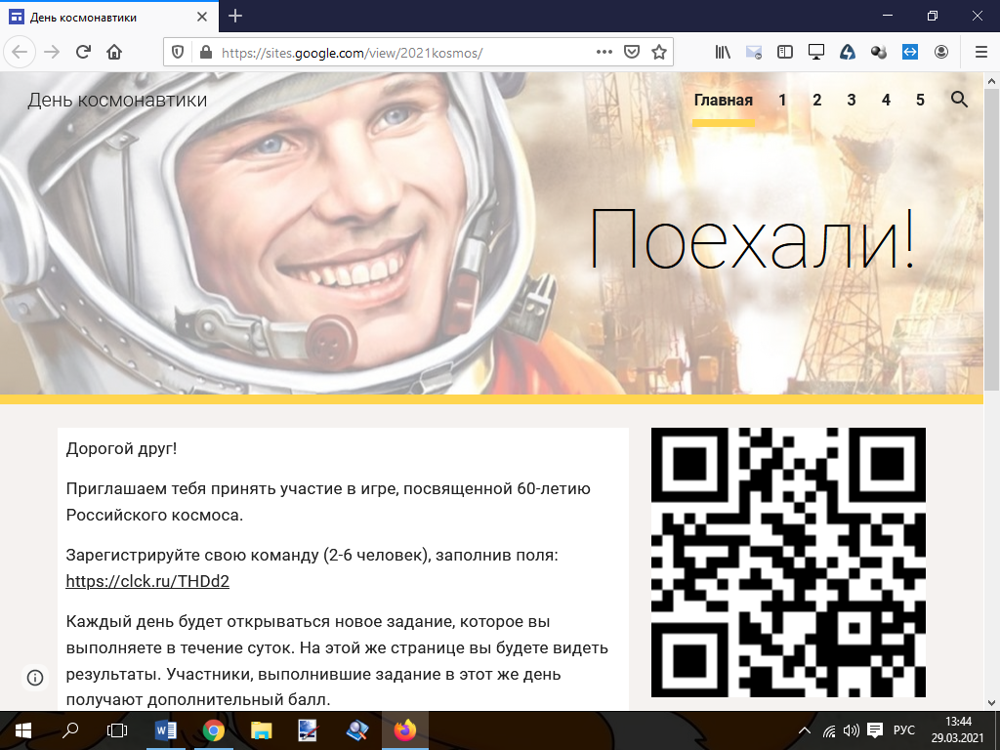 День космонавтики
https://sites.google.com/view/2021kosmos/
День космонавтики
Главная 1 2 3 4 5
Поехали!
Дорогой друг!
Приглашаем тебя принять участие в игре, посвященной 60-летию
Российского космоса.
Зарегистрируйте свою команду (2-6 человек), заполнив поля:
https://clck.ru/THDd2
Каждый день будет открываться новое задание, которое вы
выполняете в течение суток. На этой же странице вы будете видеть
результаты. Участники, выполнившие задание в этот же день
получают дополнительный балл.
РУС
13:44
29.03.2021